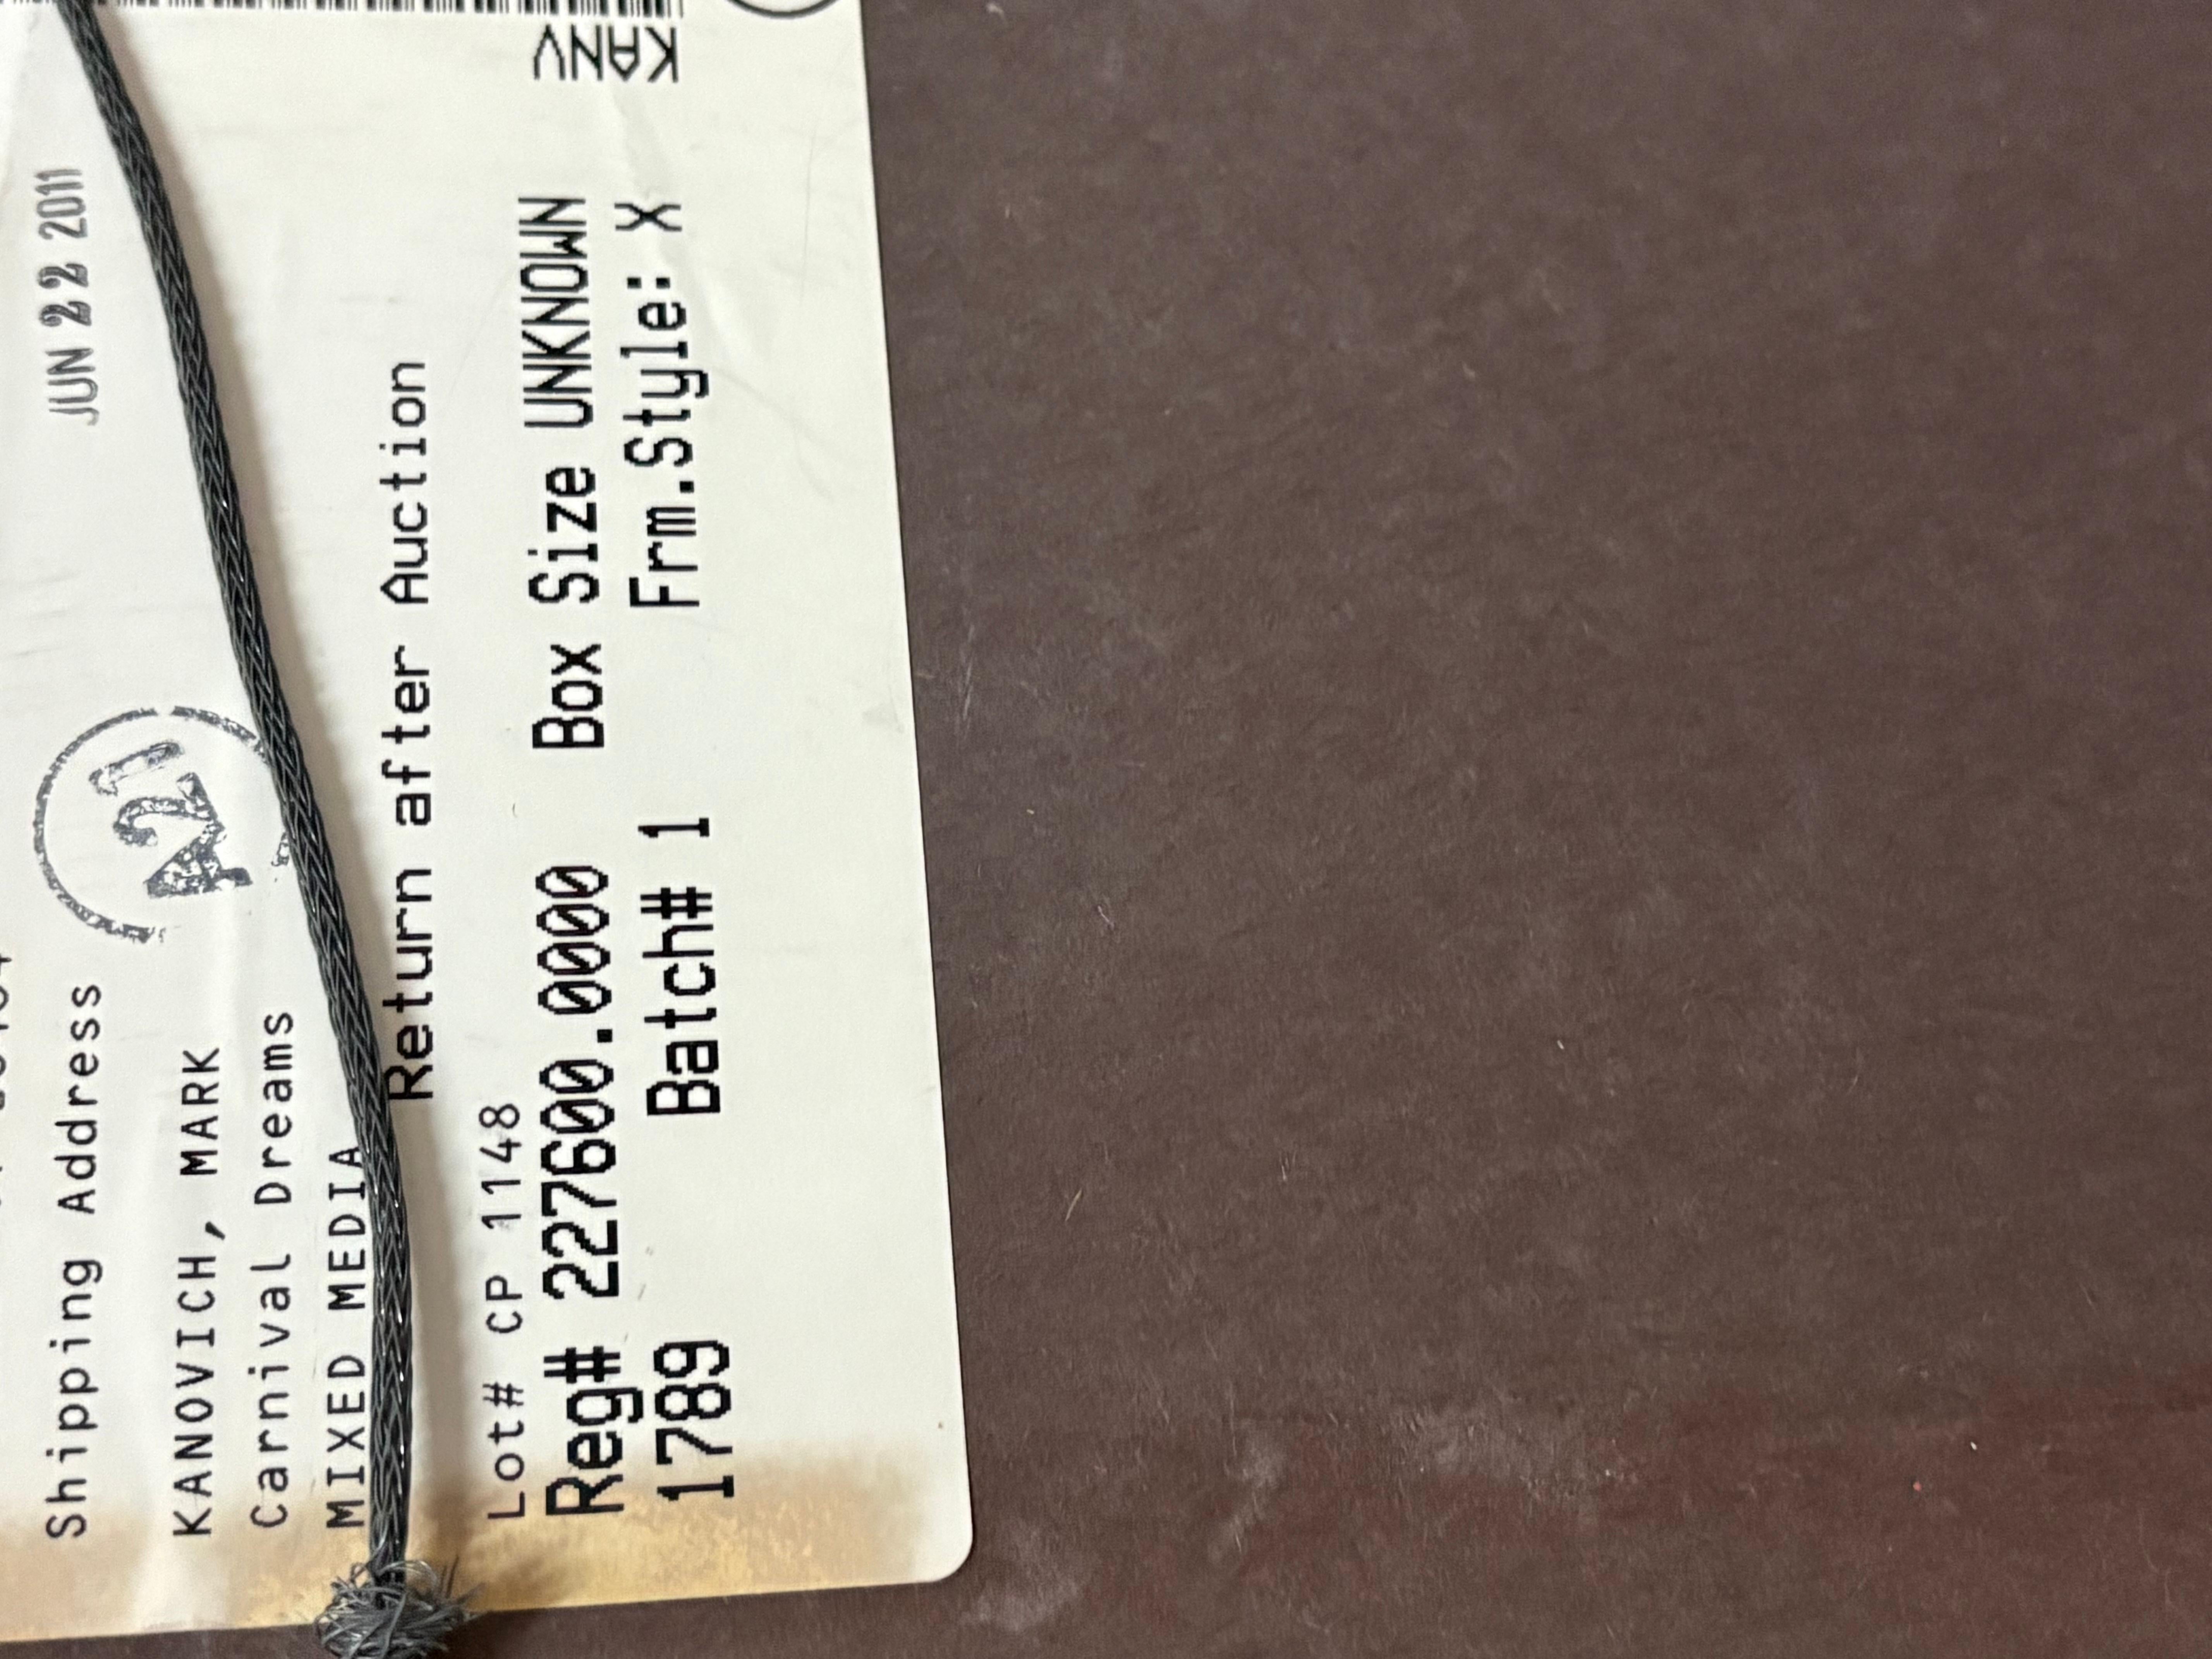 JUN 22 2011
Shipping Address
A21
KANOVICH, MARK
Carnival Dreams
MIXED MEDIA
Return after Auction
Lot# CP 1148
Reg# 227600.0000 Box Size UNKNOWN
1789 Batch# 1 Frm.Style: X
KANV